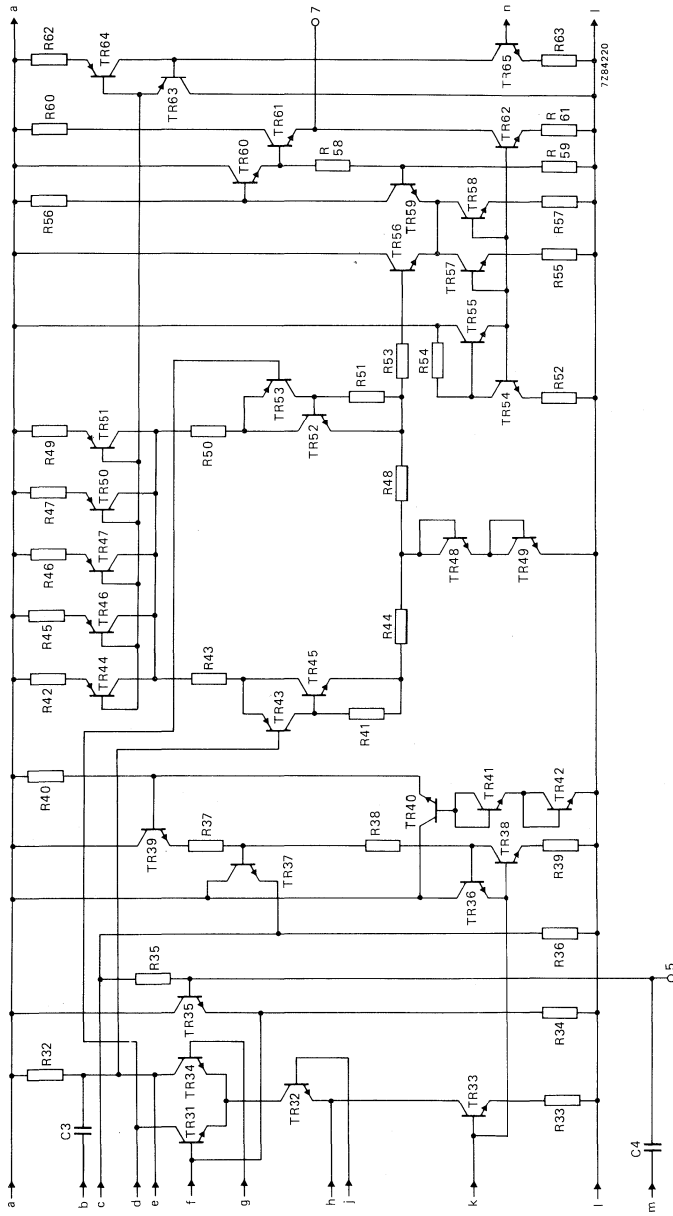 a
b
c
d
e
f
g
h
j
k
l
m
C3
R32
TR31
TR34
TR32
TR35
R35
TR33
R33
R34
C4
5
R36
TR37
TR39
R37
R38
TR36
TR38
R39
R40
TR40
TR41
TR42
R42
TR44
R45
TR46
R46
TR47
R47
TR50
R49
TR51
R43
TR43
TR45
R41
R44
R48
TR48
TR49
R50
TR53
TR52
R51
R53
R54
TR55
TR54
R52
TR56
TR57
R55
R56
TR59
TR58
R57
TR60
R
58
R
59
R60
TR61
7
TR62
R
61
R62
TR64
TR63
TR65
R63
a
n
l
7Z84220